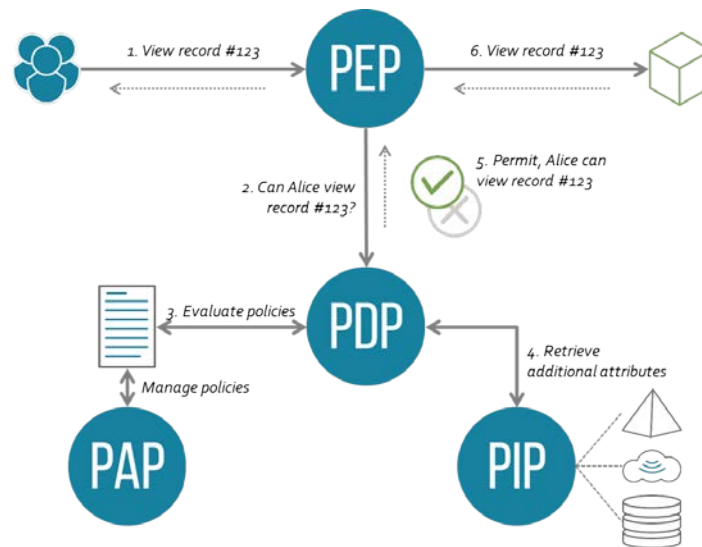 1. View record #123
PEP
6. View record #123
2. Can Alice view
record #123?
5. Permit, Alice can
view record #123
3. Evaluate policies
PDP
4. Retrieve
additional attributes
Manage policies
PAP
PIP